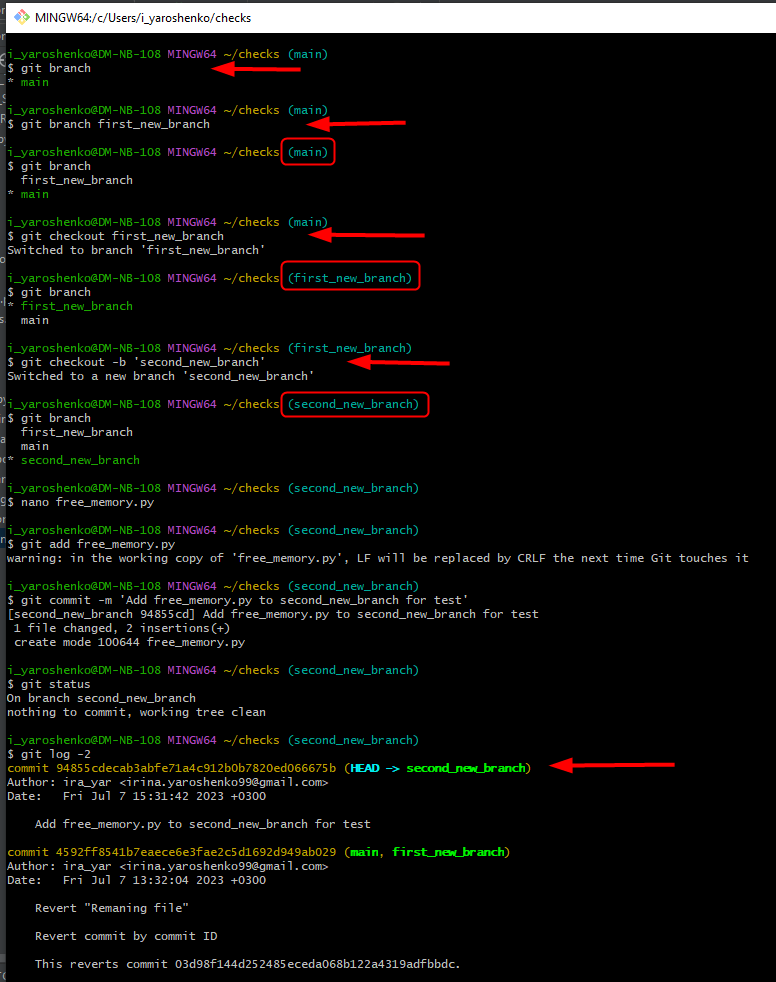 MINGW64:/c/Users/i_yaroshenko/checks
i_yaroshenko@DM-NB-108 MINGW64 ~/checks (main)
$ git branch
* main
i_yaroshenko@DM-NB-108 MINGW64 ~/checks (main)
$ git branch first_new_branch
i_yaroshenko@DM-NB-108 MINGW64 ~/checks (main)
$ git branch
first_new_branch
* main
i_yaroshenko@DM-NB-108 MINGW64 ~/checks (main)
$ git checkout first_new_branch
Switched to branch 'first_new_branch'
i_yaroshenko@DM-NB-108 MINGW64 ~/checks (first_new_branch)
$ git branch
* first_new_branch
main
i_yaroshenko@DM-NB-108 MINGW64 ~/checks (first_new_branch)
$ git checkout -b 'second_new_branch'
Switched to a new branch 'second_new_branch'
i_yaroshenko@DM-NB-108 MINGW64 ~/checks (second_new_branch)
$ git branch
first_new_branch
main
* second_new_branch
i_yaroshenko@DM-NB-108 MINGW64 ~/checks (second_new_branch)
$ nano free_memory.py
i_yaroshenko@DM-NB-108 MINGW64 ~/checks (second_new_branch)
$ git add free_memory.py
warning: in the working copy of 'free_memory.py', LF will be replaced by CRLF the next time Git touches it
i_yaroshenko@DM-NB-108 MINGW64 ~/checks (second_new_branch)
$ git commit -m 'Add free_memory.py to second_new_branch for test'
[second_new_branch 94855cd] Add free_memory.py to second_new_branch for test
1 file changed, 2 insertions(+)
create mode 100644 free_memory.py
i_yaroshenko@DM-NB-108 MINGW64 ~/checks (second_new_branch)
$ git status
On branch second_new_branch
nothing to commit, working tree clean
i_yaroshenko@DM-NB-108 MINGW64 ~/checks (second_new_branch)
$ git log -2
commit 94855cdecab3abfe71a4c912b0b7820ed066675b (HEAD -> second_new_branch)
Author: ira_yar <irina.yaroshenko99@gmail.com>
Date: Fri Jul 7 15:31:42 2023 +0300
Add free_memory.py to second_new_branch for test
commit 4592ff8541b7eaece6e3fae2c5d1692d949ab029 (main, first_new_branch)
Author: ira_yar <irina.yaroshenko99@gmail.com>
Date: Fri Jul 7 13:32:04 2023 +0300
Revert "Remaning file"
Revert commit by commit ID
This reverts commit 03d98f144d252485eceda068b122a4319adfbbdc.